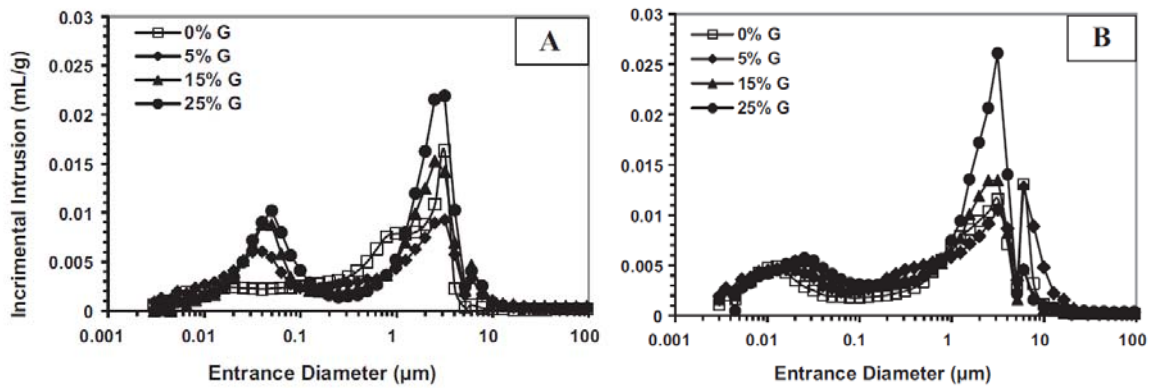 Incrimental Intrusion (mL/g)
0.03
0.025
0.02
0.015
0.01
0.005
0
0% G
5% G
15% G
25% G
A
0.001
0.01
0.1
1
10
100
Entrance Diameter (µm)
0.03
0.025
0.02
0.015
0.01
0.005
0
0% G
5% G
15% G
25% G
B
0.001
0.01
0.1
1
10
100
Entrance Diameter (µm)